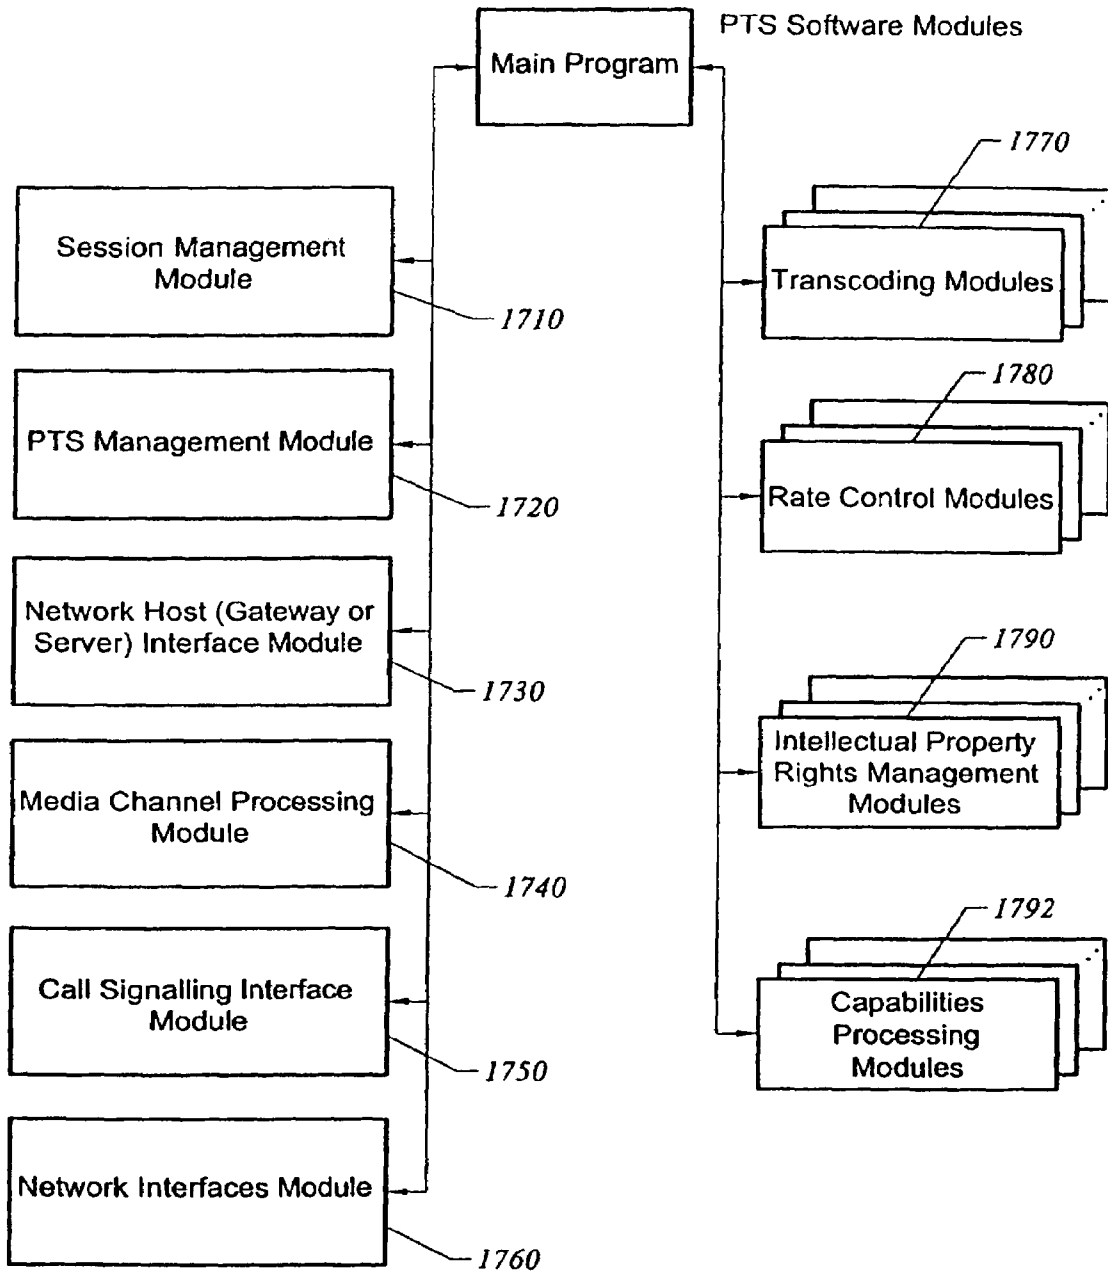 PTS Software Modules
Main Program
Session Management
Module
1710
PTS Management Module
1720
Network Host (Gateway or
Server) Interface Module
1730
Media Channel Processing
Module
1740
Call Signalling Interface
Module
1750
Network Interfaces Module
1760
1770
Transcoding Modules
1780
Rate Control Modules
1790
Intellectual Property
Rights Management
Modules
1792
Capabilities
Processing
Modules